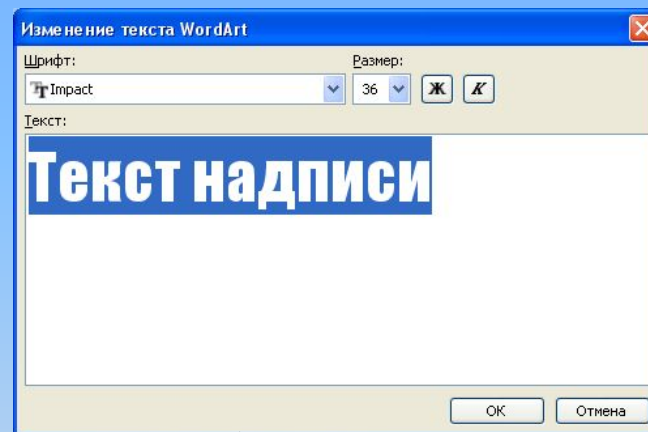 Изменение текста WordArt
Шрифт: Размер:
Impact 36 Ж К
Текст:
Текст надписи
ОК Отмена